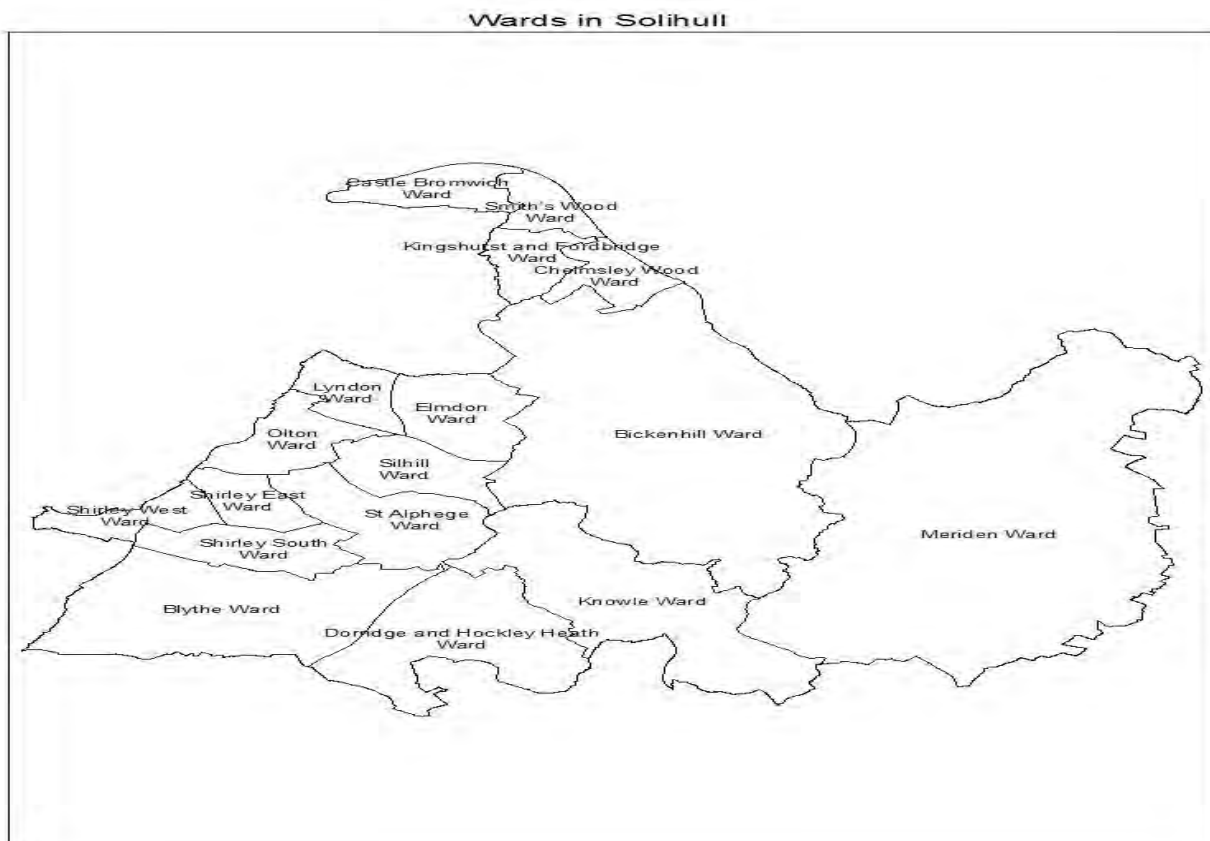 Wards in Solihull
Castle Bromwich
Ward
Smith's Wood
Ward
Kingshurst and Fordbridge
Ward
Chelmsley Wood
Ward
Lyndon
Ward
Elmdon
Ward
Olton
Ward
Bickenhill Ward
Silhill
Ward
Shirley East
Ward
Shirley West
Ward
St Alphege
Ward
Shirley South
Ward
Meriden Ward
Blythe Ward
Knowle Ward
Dorridge and Hockley Heath
Ward